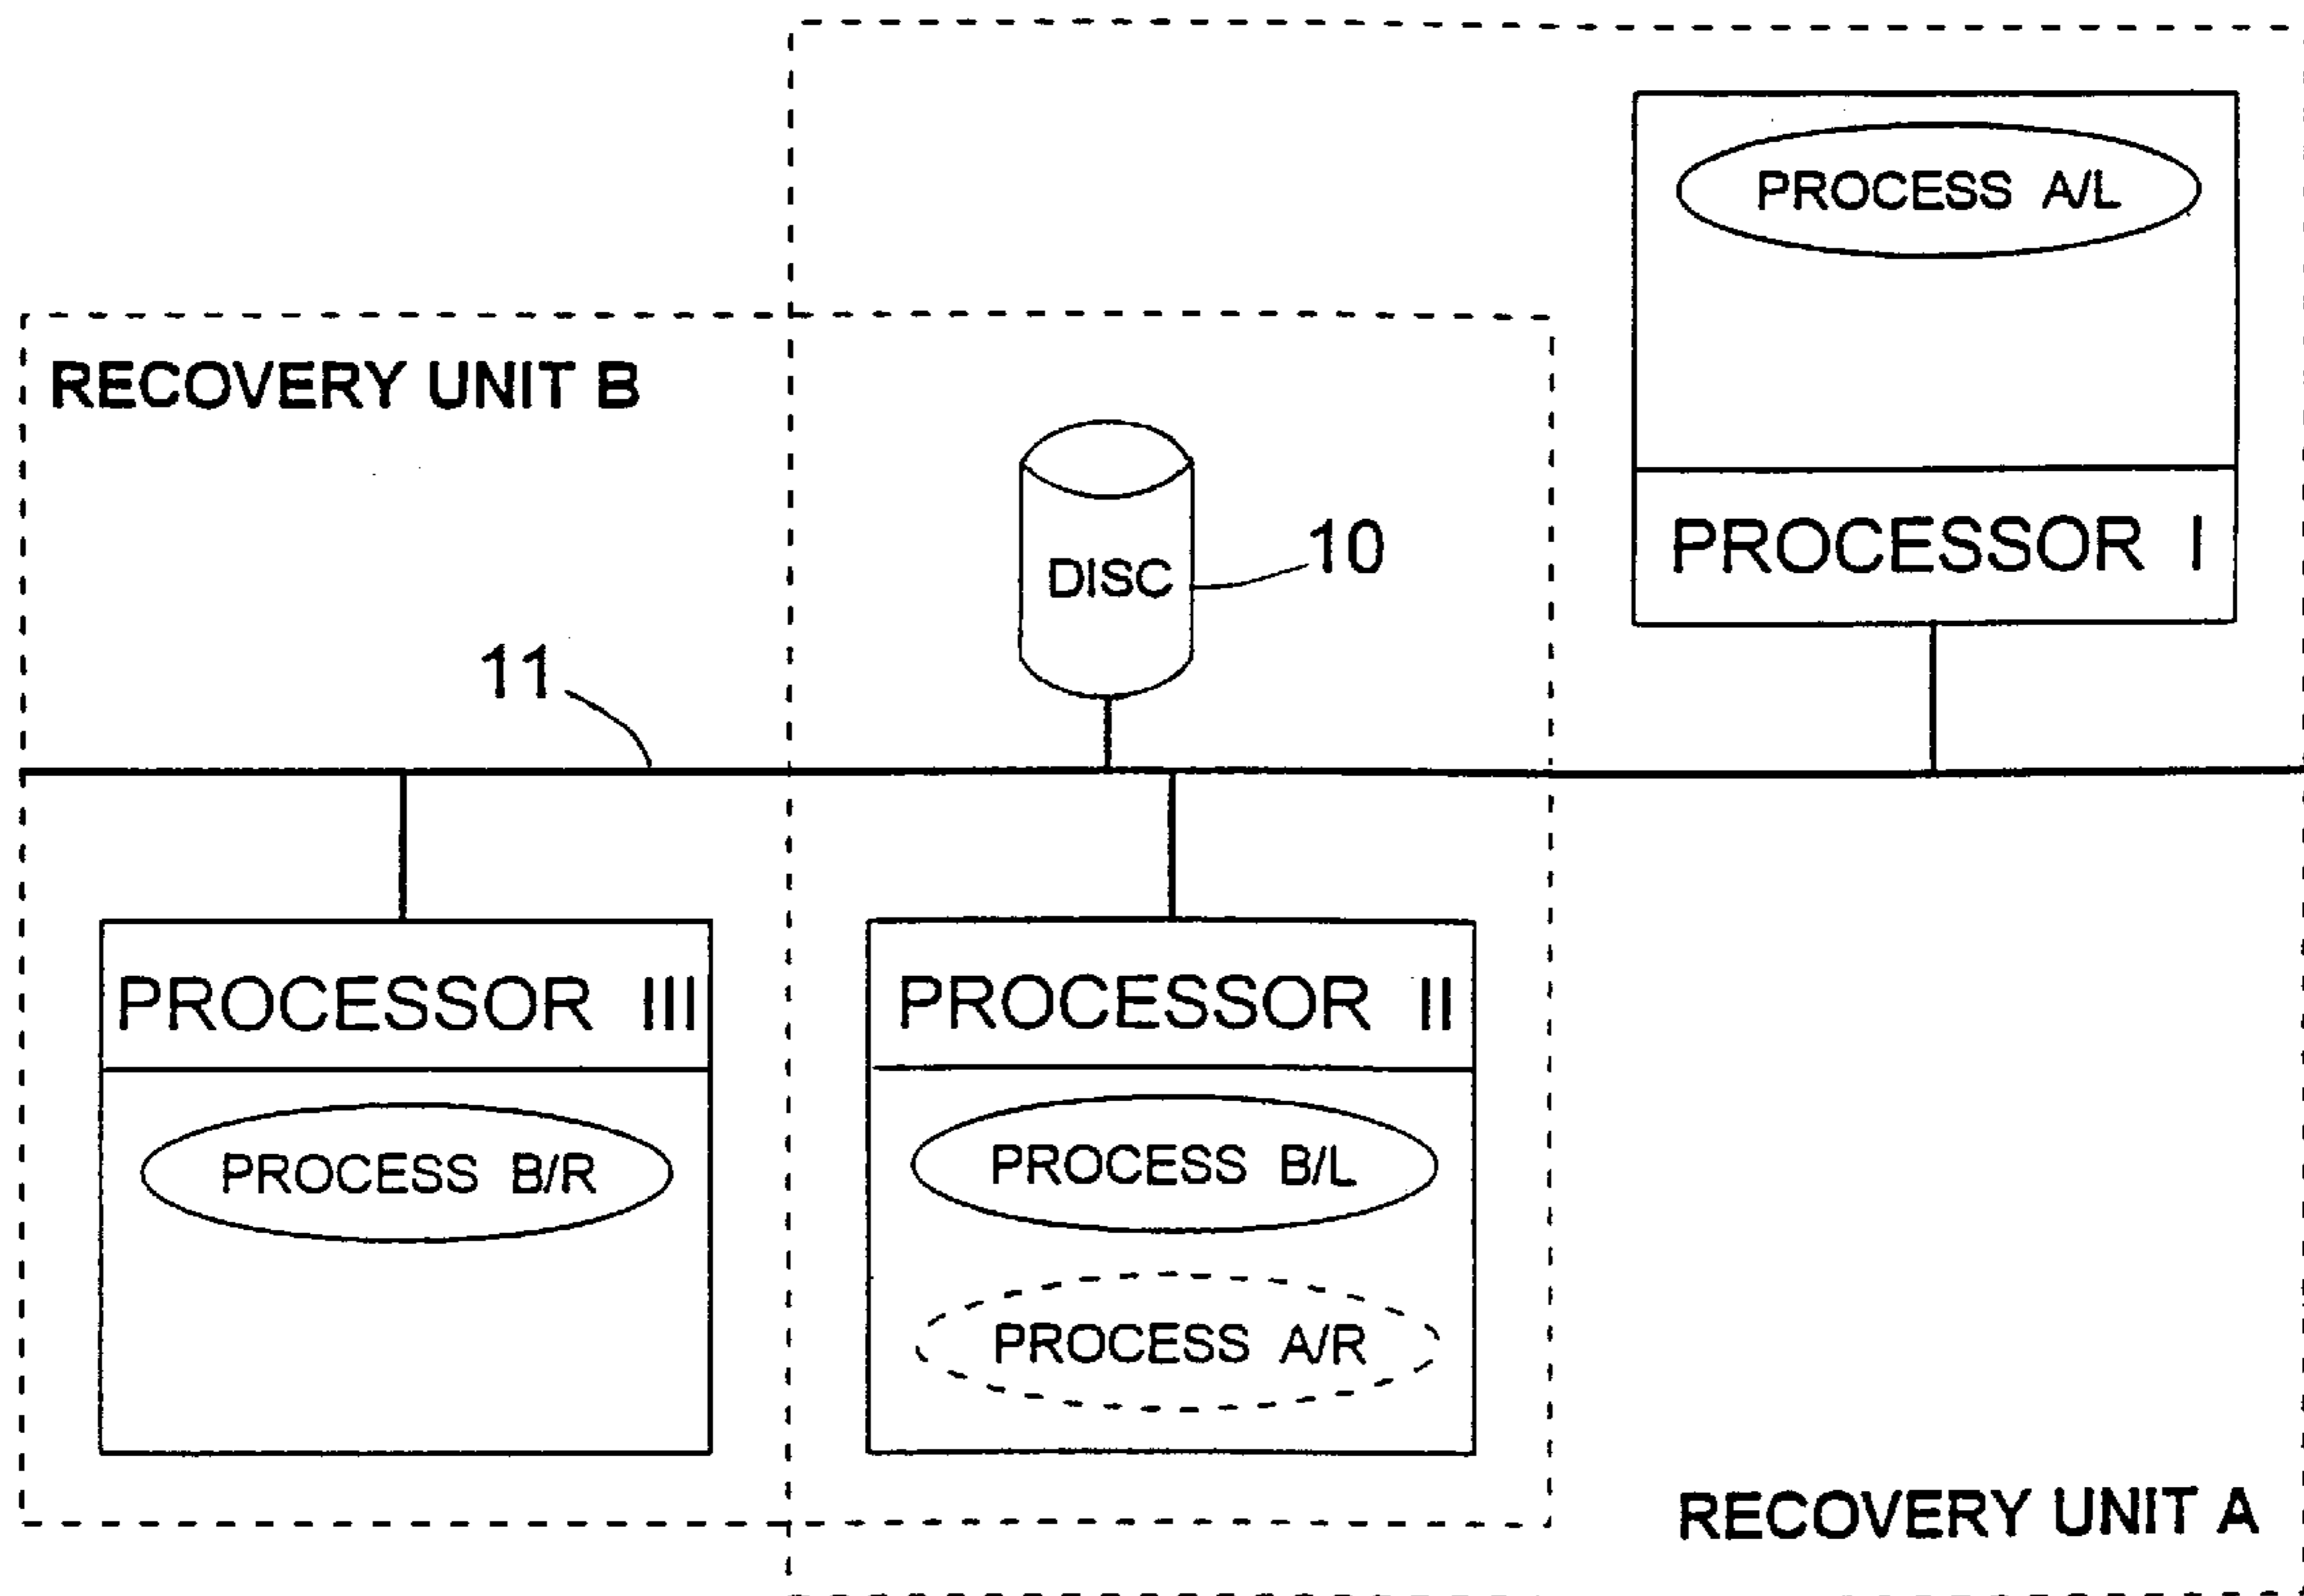 PROCESS A/L
RECOVERY UNIT B
PROCESSOR I
10
DISC
11
PROCESSOR III
PROCESSOR II
PROCESS B/R
PROCESS B/L
PROCESS A/R
RECOVERY UNIT A